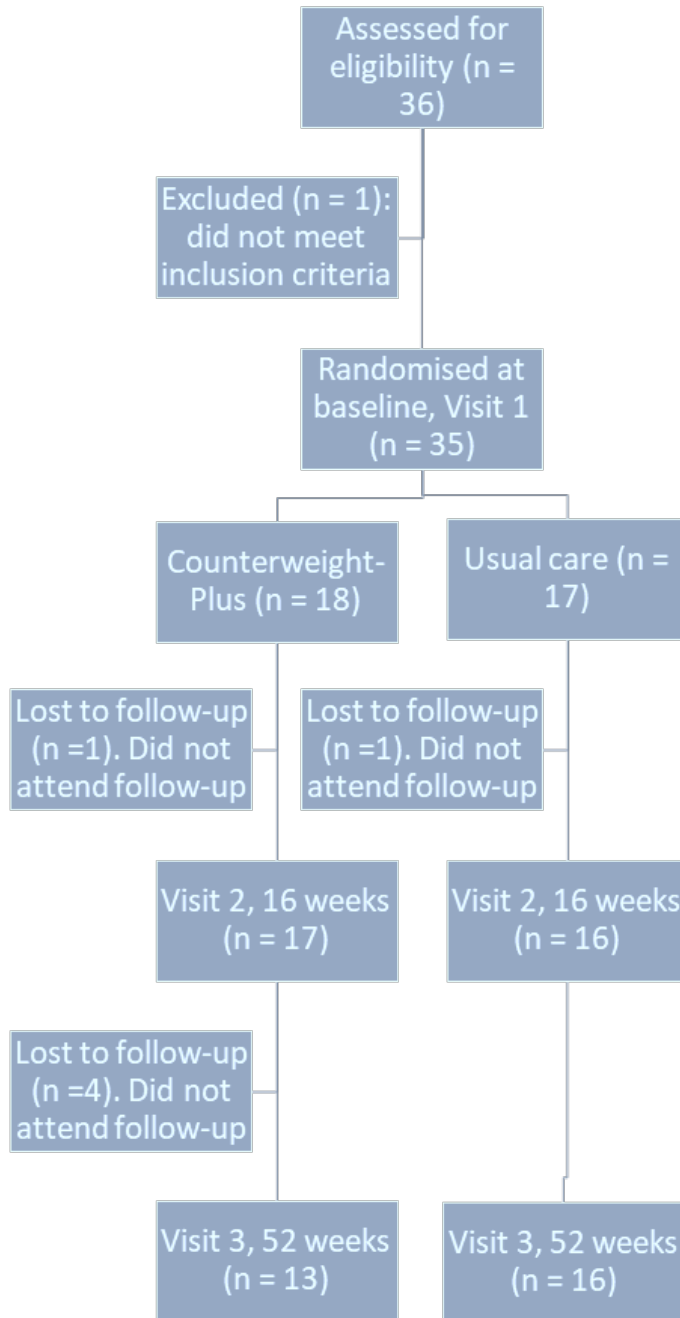 Assessed for
eligibility (n =
36)
Excluded (n = 1):
did not meet
inclusion criteria
Randomised at
baseline, Visit 1
(n = 35)
Counterweight-
Plus (n = 18)
Usual care (n =
17)
Lost to follow-up
(n =1). Did not
attend follow-up
Lost to follow-up
(n =1). Did not
attend follow-up
Visit 2, 16 weeks
(n = 17)
Visit 2, 16 weeks
(n = 16)
Lost to follow-up
(n =4). Did not
attend follow-up
Visit 3, 52 weeks
(n = 13)
Visit 3, 52 weeks
(n = 16)